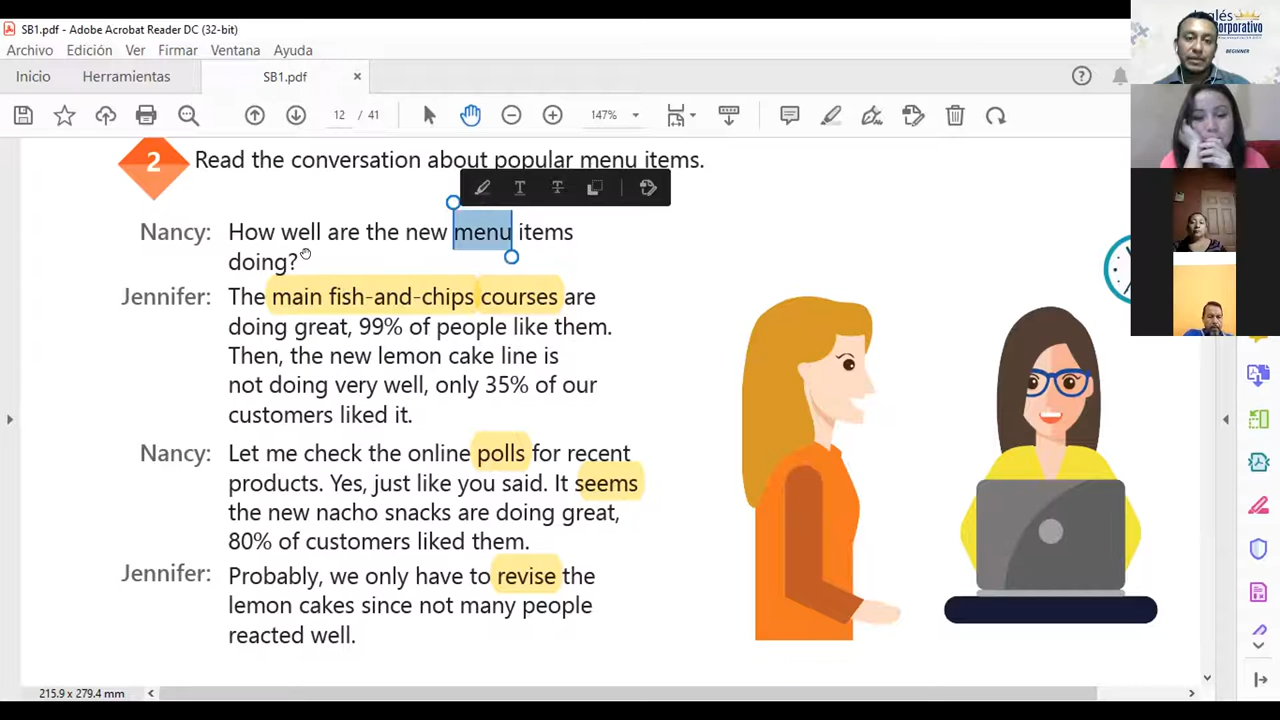 SB1.pdf - Adobe Acrobat Reader DC (32-bit)
Archivo Edición Ver Firmar Ventana Ayuda
Inicio Herramientas SB1.pdf ×
12 / 41 147%
Inglés
Corporativo
BEGINNER
2 Read the conversation about popular menu items.
Nancy: How well are the new menu items
doing?
Jennifer: The main fish-and-chips courses are
doing great, 99% of people like them.
Then, the new lemon cake line is
not doing very well, only 35% of our
customers liked it.
Nancy: Let me check the online polls for recent
products. Yes, just like you said. It seems
the new nacho snacks are doing great,
80% of customers liked them.
Jennifer: Probably, we only have to revise the
lemon cakes since not many people
reacted well.
215.9 x 279.4 mm